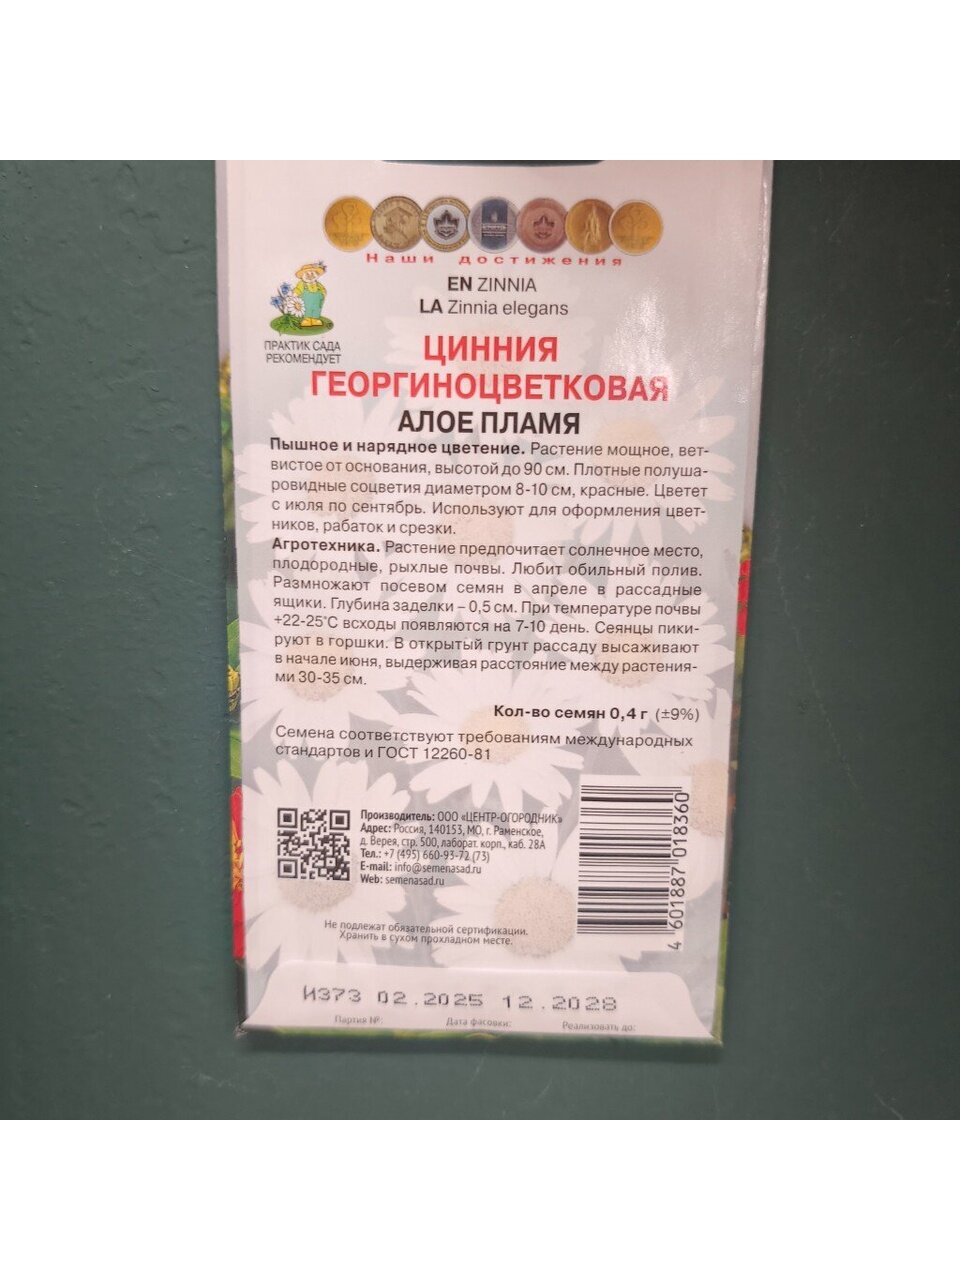 Наши достижения
EN ZINNIA
LA Zinnia elegans
ПРАКТИК САДА
РЕКОМЕНДУЕТ
ЦИННИЯ
ГЕОРГИНОЦВЕТКОВАЯ
АЛОЕ ПЛАМЯ
Пышное и нарядное цветение. Растение мощное, вет-
вистое от основания, высотой до 90 см. Плотные полуша-
ровидные соцветия диаметром 8-10 см, красные. Цветет
с июля по сентябрь. Используют для оформления цвет-
ников, рабаток и срезки.
Агротехника. Растение предпочитает солнечное место,
плодородные, рыхлые почвы. Любит обильный полив.
Размножают посевом семян в апреле в рассадные
ящики. Глубина заделки – 0,5 см. При температуре почвы
+22-25°С всходы появляются на 7-10 день. Сеянцы пики-
руют в горшки. В открытый грунт рассаду высаживают
в начале июня, выдерживая расстояние между растения-
ми 30-35 см.
Кол-во семян 0,4 г (±9%)
Семена соответствуют требованиям международных
стандартов и ГОСТ 12260-81
Производитель: ООО «ЦЕНТР-ОГОРОДНИК»
Адрес: Россия, 140153, МО, г. Раменское,
д. Верея, стр. 500, лаборат. корп., каб. 28А
Тел.: +7 (495) 660-93-72 (73)
E-mail: info@semenasad.ru
Web: semenasad.ru
4 601887 018360
Не подлежат обязательной сертификации.
Хранить в сухом прохладном месте.
И373 02.2025 12.2028
Партия №: Дата фасовки: Реализовать до: